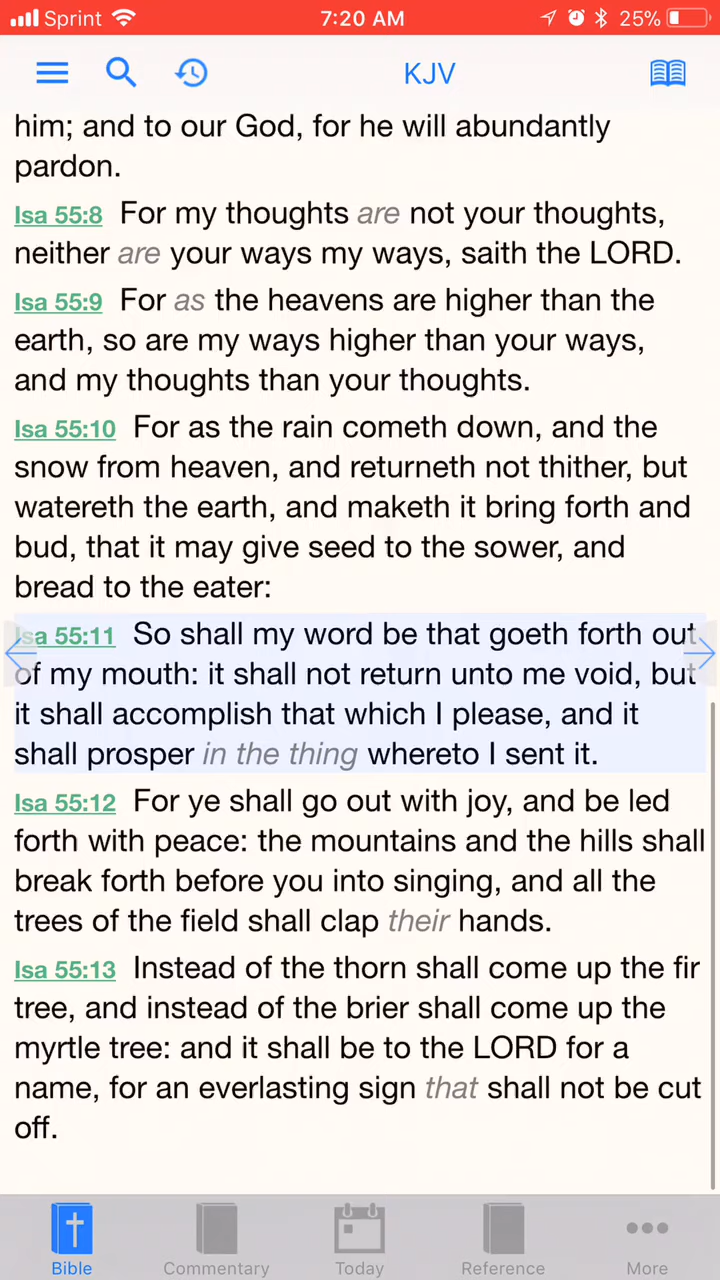 Sprint 7:20 AM 25%
KJV
him; and to our God, for he will abundantly
pardon.
Isa 55:8 For my thoughts are not your thoughts,
neither are your ways my ways, saith the LORD.
Isa 55:9 For as the heavens are higher than the
earth, so are my ways higher than your ways,
and my thoughts than your thoughts.
Isa 55:10 For as the rain cometh down, and the
snow from heaven, and returneth not thither, but
watereth the earth, and maketh it bring forth and
bud, that it may give seed to the sower, and
bread to the eater:
Isa 55:11 So shall my word be that goeth forth out
of my mouth: it shall not return unto me void, but
it shall accomplish that which I please, and it
shall prosper in the thing whereto I sent it.
Isa 55:12 For ye shall go out with joy, and be led
forth with peace: the mountains and the hills shall
break forth before you into singing, and all the
trees of the field shall clap their hands.
Isa 55:13 Instead of the thorn shall come up the fir
tree, and instead of the brier shall come up the
myrtle tree: and it shall be to the LORD for a
name, for an everlasting sign that shall not be cut
off.
Bible Commentary Today Reference More